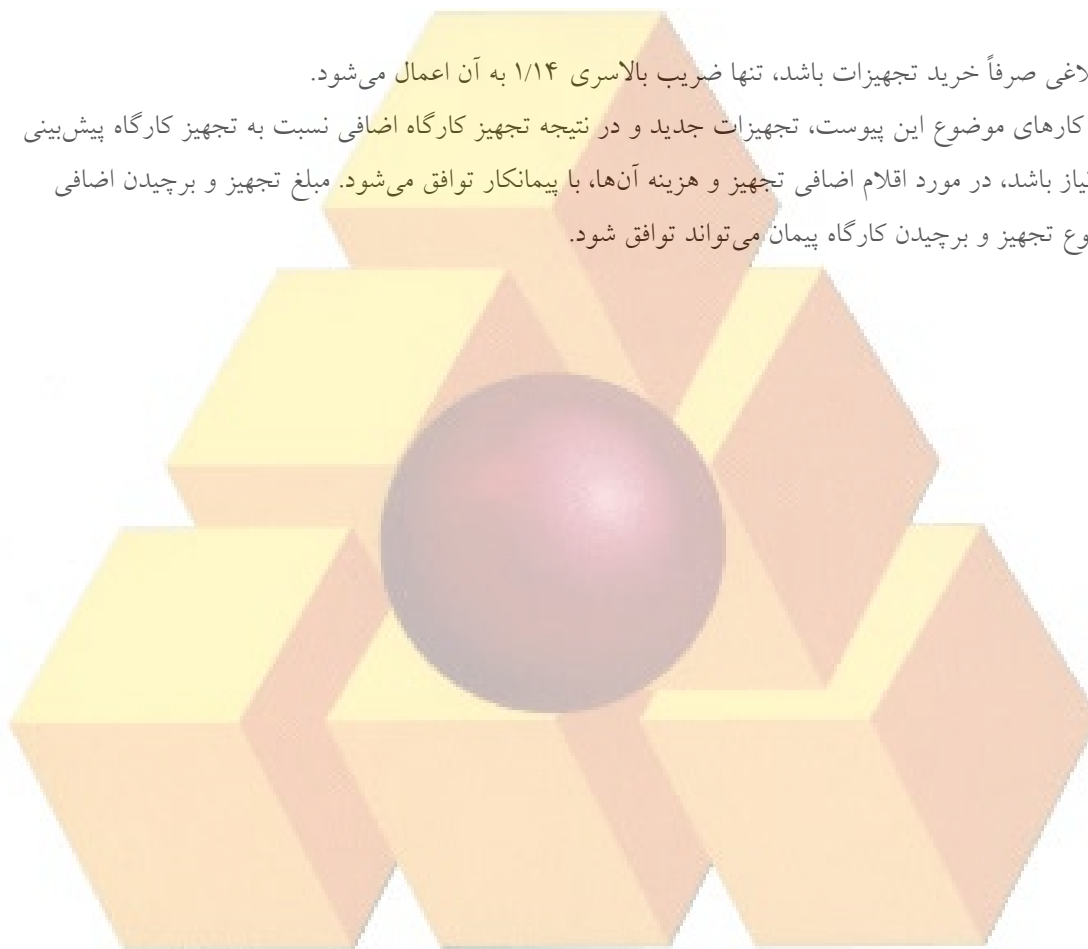 لاغی صرفاً خرید تجهیزات باشد، تنها ضریب بالاسری ۱/۱۴ به آن اعمال می‌شود.
کارهای موضوع این پیوست، تجهیزات جدید و در نتیجه تجهیز کارگاه اضافی نسبت به تجهیز کارگاه پیش‌بینی
یاز باشد، در مورد اقلام اضافی تجهیز و هزینه آن‌ها، با پیمانکار توافق می‌شود. مبلغ تجهیز و برچیدن اضافی
وع تجهیز و برچیدن کارگاه پیمان می‌تواند توافق شود.